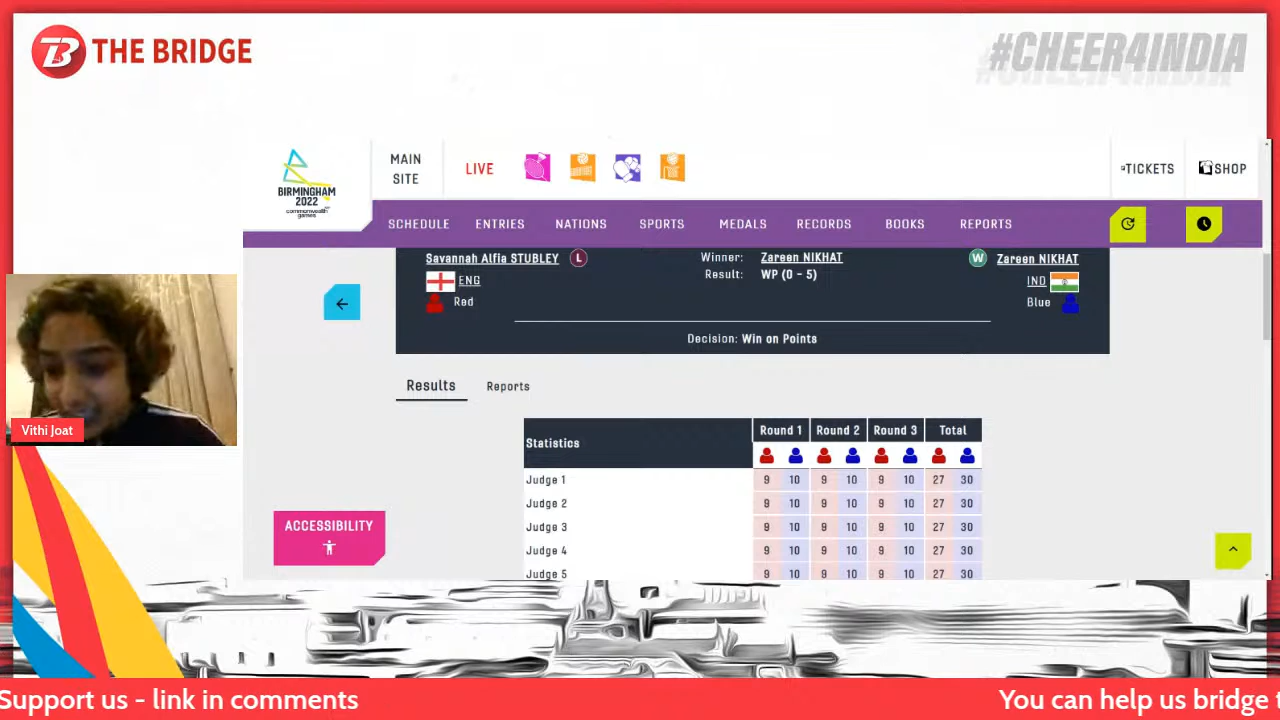 THE BRIDGE
#CHEER4INDIA
BIRMINGHAM
2022
commonwealth
games
MAIN
SITE
LIVE
TICKETS
SHOP
SCHEDULE ENTRIES NATIONS SPORTS MEDALS RECORDS BOOKS REPORTS
Savannah Alfia STUBLEY L Winner: Zareen NIKHAT W Zareen NIKHAT
ENG Result: WP (0 - 5) IND
Red Blue
Decision: Win on Points
Results Reports
Statistics Round 1 Round 2 Round 3 Total
Judge 1 9 10 9 10 9 10 27 30
Judge 2 9 10 9 10 9 10 27 30
Judge 3 9 10 9 10 9 10 27 30
Judge 4 9 10 9 10 9 10 27 30
Judge 5 9 10 9 10 9 10 27 30
Vithi Joat
ACCESSIBILITY
Support us - link in comments You can help us bridge